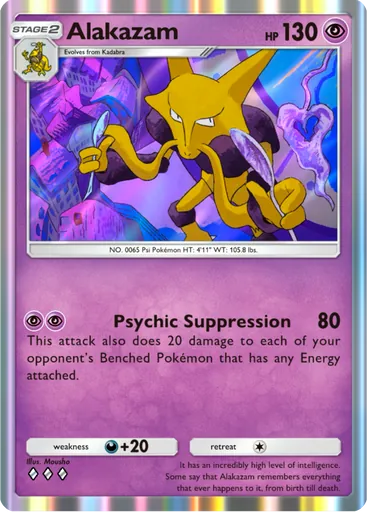 STAGE 2 Alakazam HP 130
Evolves from Kadabra
NO. 0065 Psi Pokémon HT: 4'11" WT: 105.8 lbs.
Psychic Suppression 80
This attack also does 20 damage to each of your
opponent's Benched Pokémon that has any Energy
attached.
weakness +20 retreat
Illus. Mousho
It has an incredibly high level of intelligence.
Some say that Alakazam remembers everything
that ever happens to it, from birth till death.